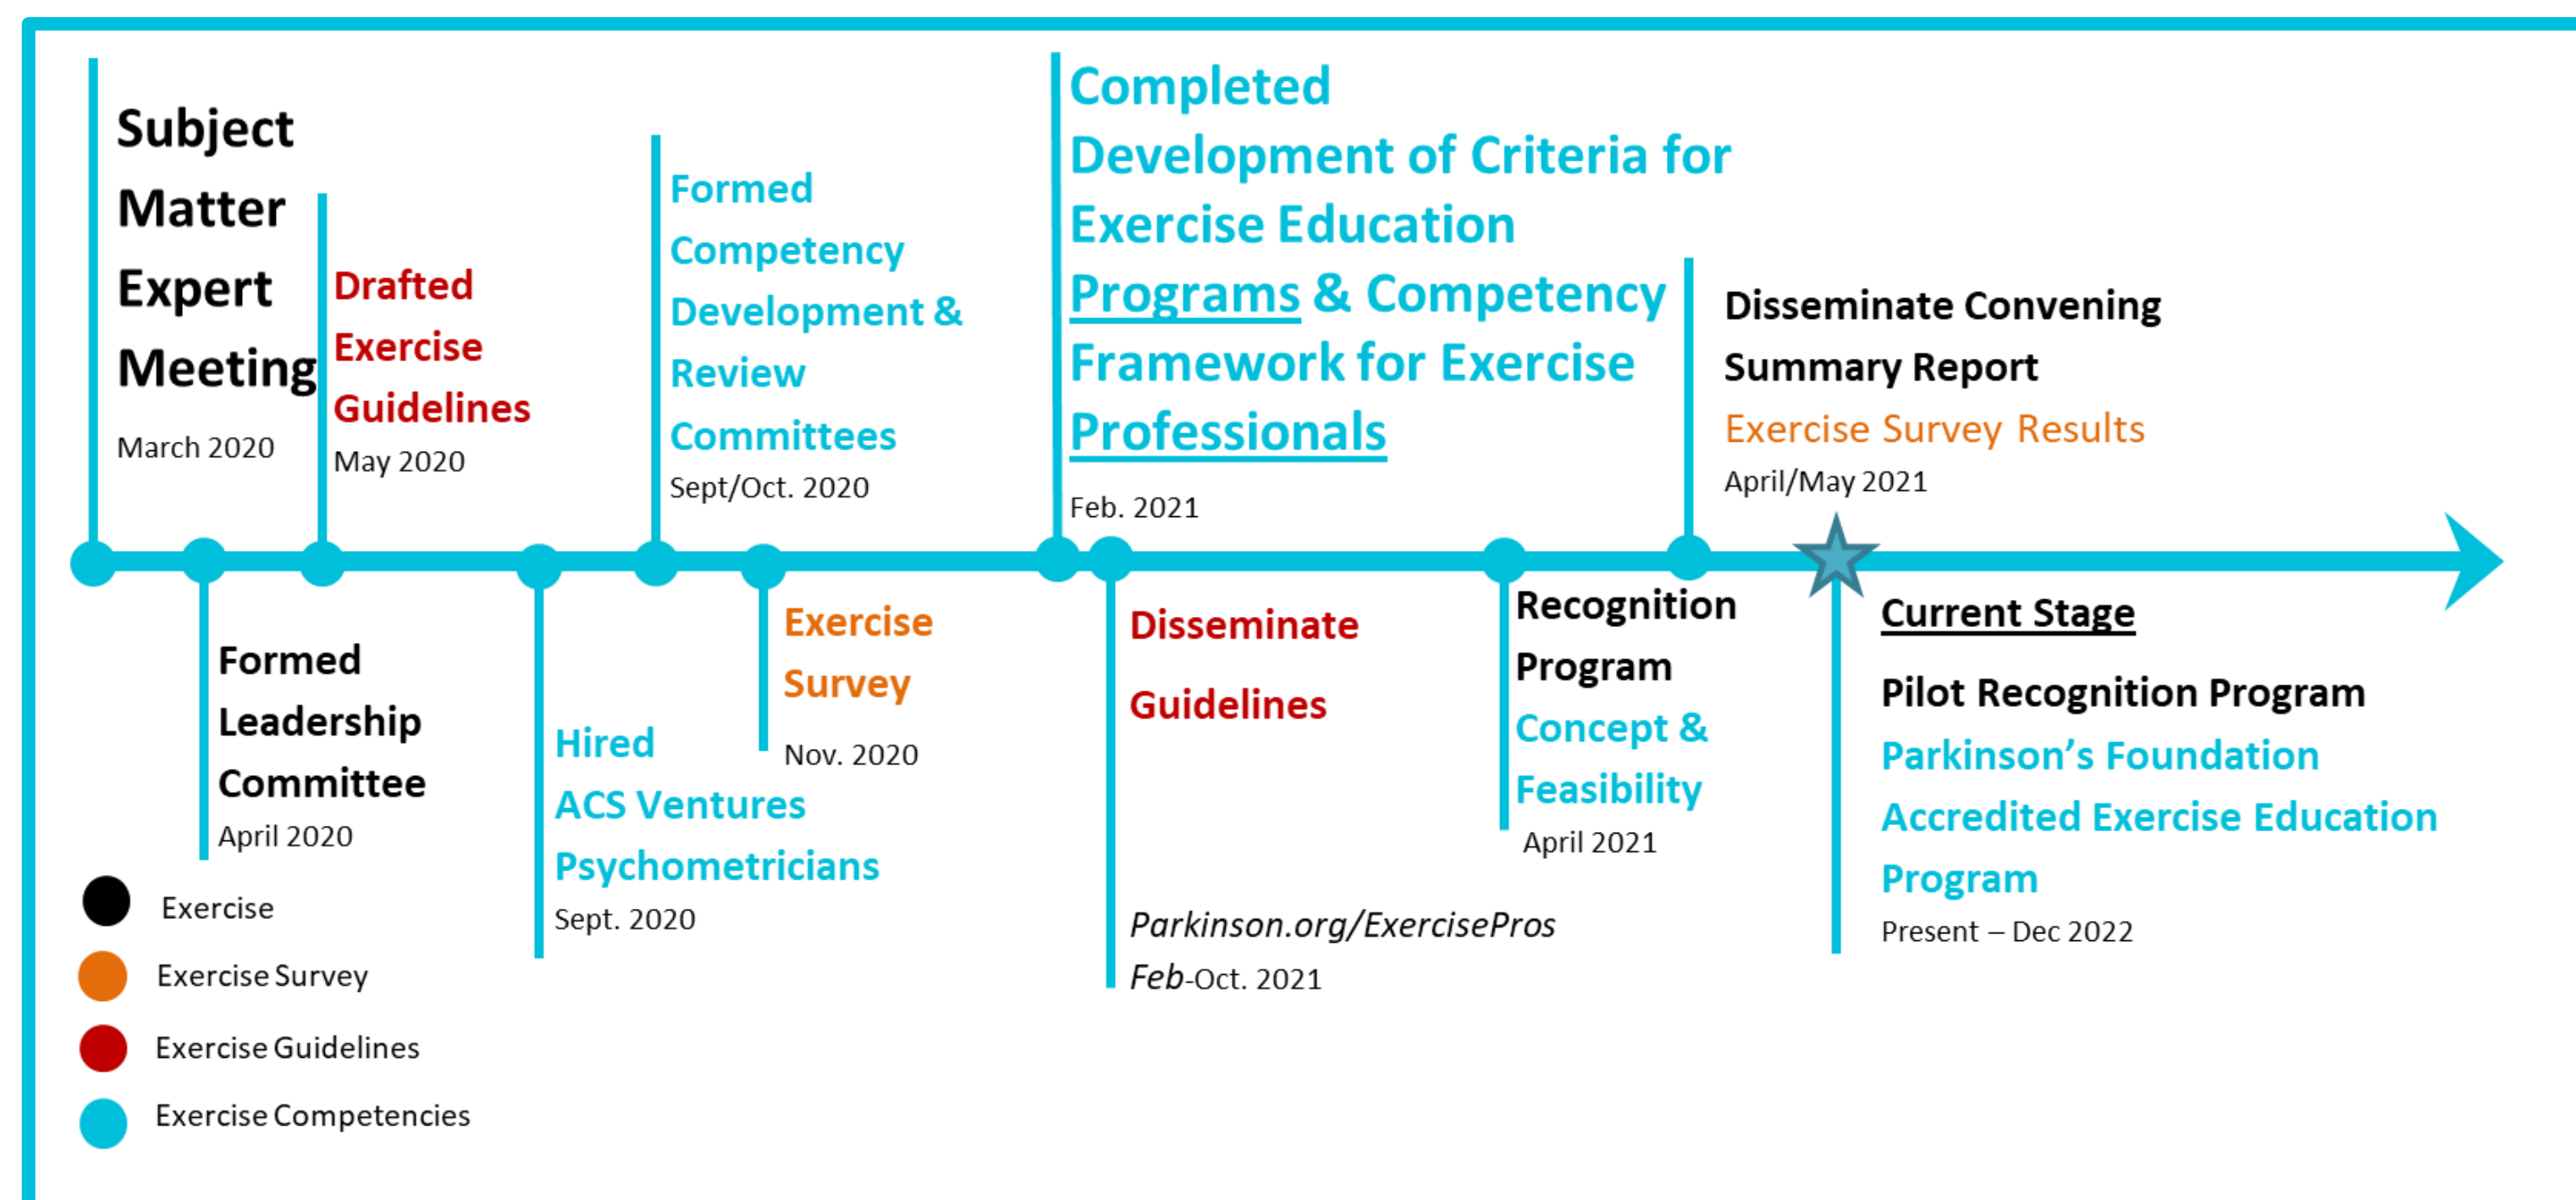 Subject
Matter
Expert
Meeting
March 2020
Formed
Leadership
Committee
April 2020
Drafted
Exercise
Guidelines
May 2020
Hired
ACS Ventures
Psychometricians
Sept. 2020
Formed
Competency
Development &
Review
Committees
Sept/Oct. 2020
Exercise
Survey
Nov. 2020
Completed
Development of Criteria for
Exercise Education
Programs & Competency
Framework for Exercise
Professionals
Feb. 2021
Disseminate
Guidelines
Parkinson.org/ExercisePros
Feb-Oct. 2021
Recognition
Program
Concept &
Feasibility
April 2021
Disseminate Convening
Summary Report
Exercise Survey Results
April/May 2021
Current Stage
Pilot Recognition Program
Parkinson’s Foundation
Accredited Exercise Education
Program
Present – Dec 2022
Exercise
Exercise Survey
Exercise Guidelines
Exercise Competencies